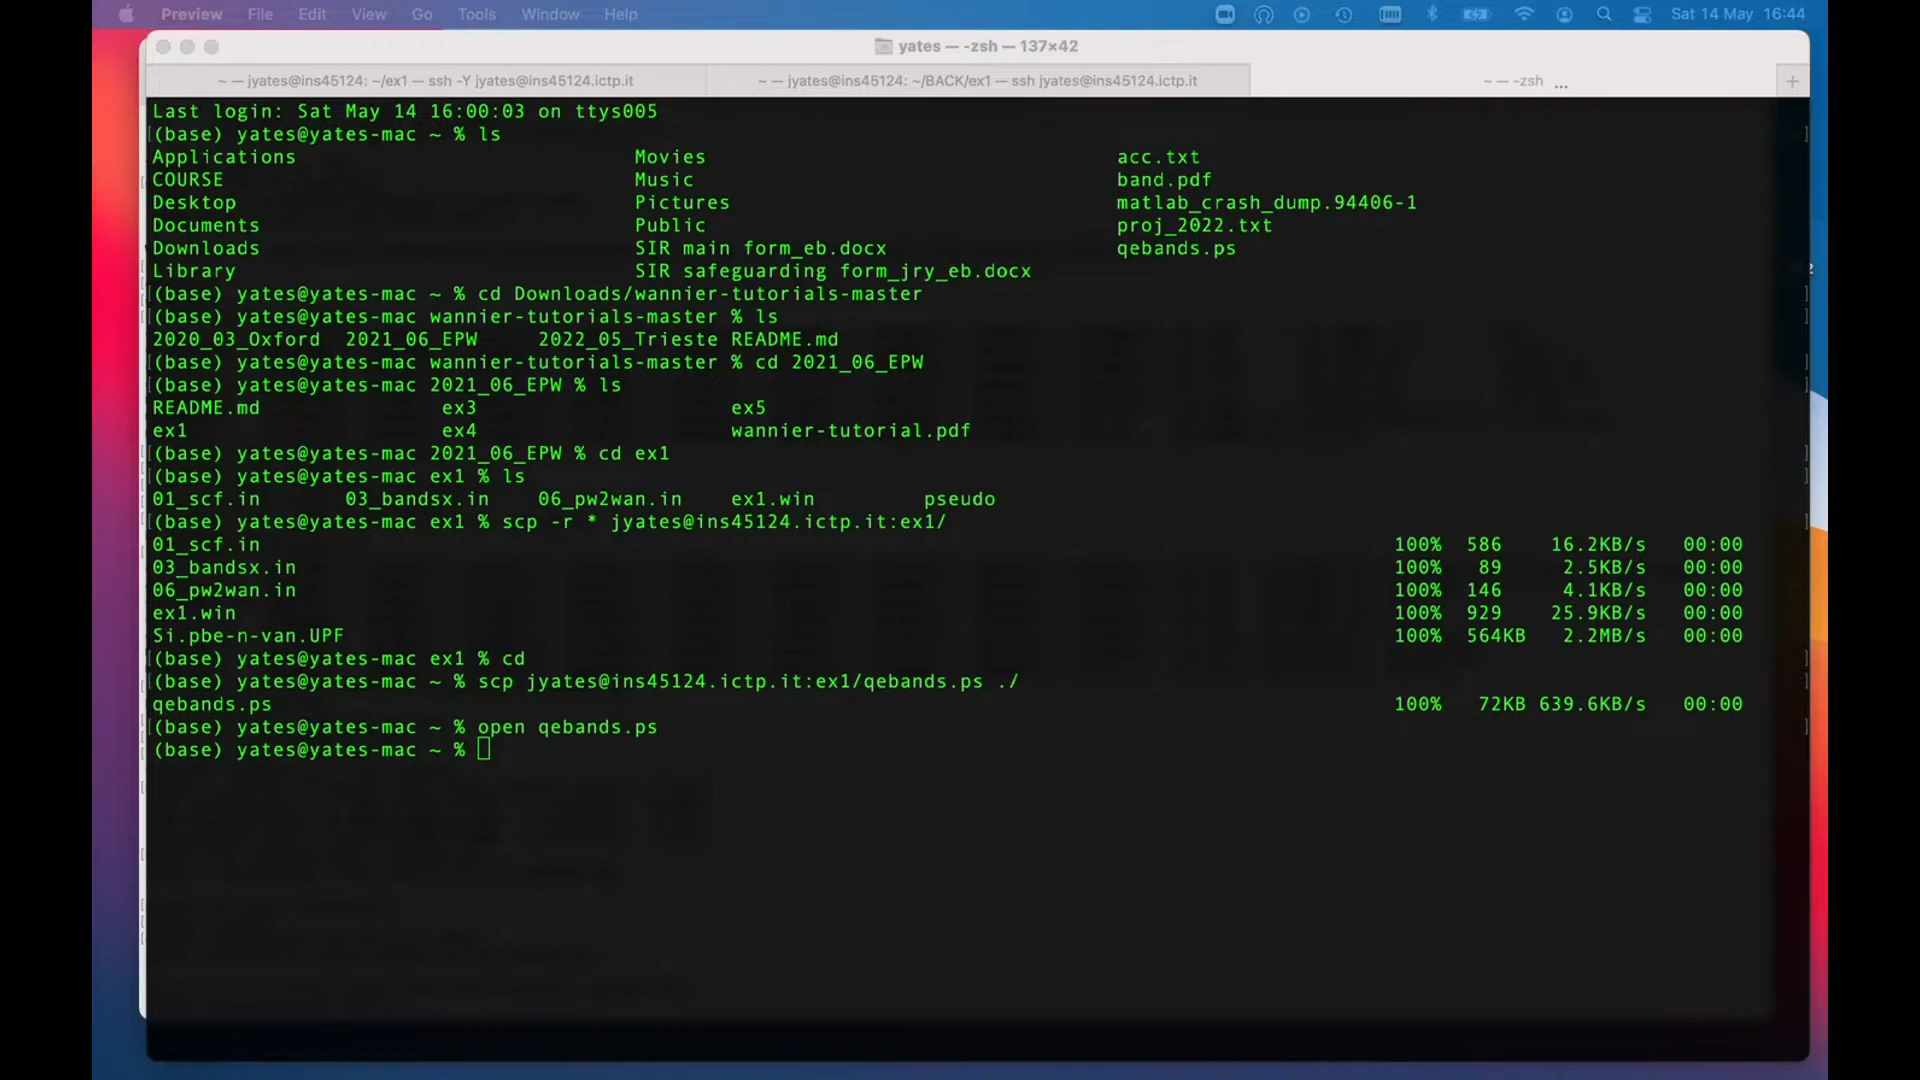 Preview File Edit View Go Tools Window Help Sat 14 May 16:44
yates — -zsh — 137×42
~ — jyates@ins45124: ~/ex1 — ssh -Y jyates@ins45124.ictp.it ~ — jyates@ins45124: ~/BACK/ex1 — ssh jyates@ins45124.ictp.it ~ — -zsh ... +
Last login: Sat May 14 16:00:03 on ttys005
[(base) yates@yates-mac ~ % ls ]
Applications Movies acc.txt
COURSE Music band.pdf
Desktop Pictures matlab_crash_dump.94406-1
Documents Public proj_2022.txt
Downloads SIR main form_eb.docx qebands.ps
Library SIR safeguarding form_jry_eb.docx
[(base) yates@yates-mac ~ % cd Downloads/wannier-tutorials-master ]
[(base) yates@yates-mac wannier-tutorials-master % ls ]
2020_03_Oxford 2021_06_EPW 2022_05_Trieste README.md
[(base) yates@yates-mac wannier-tutorials-master % cd 2021_06_EPW ]
[(base) yates@yates-mac 2021_06_EPW % ls ]
README.md ex3 ex5
ex1 ex4 wannier-tutorial.pdf
[(base) yates@yates-mac 2021_06_EPW % cd ex1 ]
[(base) yates@yates-mac ex1 % ls ]
01_scf.in 03_bandsx.in 06_pw2wan.in ex1.win pseudo
[(base) yates@yates-mac ex1 % scp -r * jyates@ins45124.ictp.it:ex1/ ]
01_scf.in 100% 586 16.2KB/s 00:00
03_bandsx.in 100% 89 2.5KB/s 00:00
06_pw2wan.in 100% 146 4.1KB/s 00:00
ex1.win 100% 929 25.9KB/s 00:00
Si.pbe-n-van.UPF 100% 564KB 2.2MB/s 00:00
[(base) yates@yates-mac ex1 % cd ]
[(base) yates@yates-mac ~ % scp jyates@ins45124.ictp.it:ex1/qebands.ps ./ ]
qebands.ps 100% 72KB 639.6KB/s 00:00
[(base) yates@yates-mac ~ % open qebands.ps ]
(base) yates@yates-mac ~ %